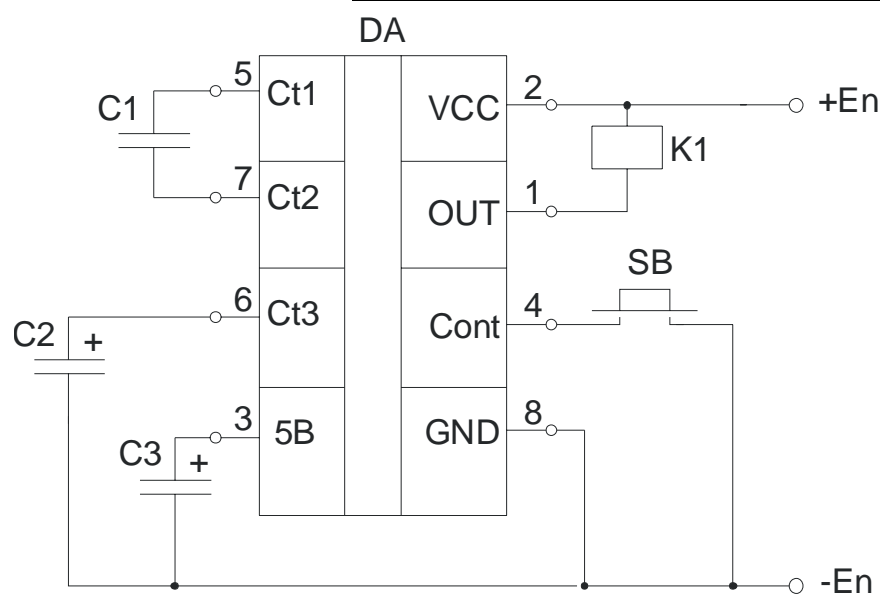 DA
5 Ct1 VCC 2 +En
C1 K1
7 Ct2 OUT 1
SB
6 Ct3 Cont 4
C2 +
3 5В GND 8
C3 +
-En